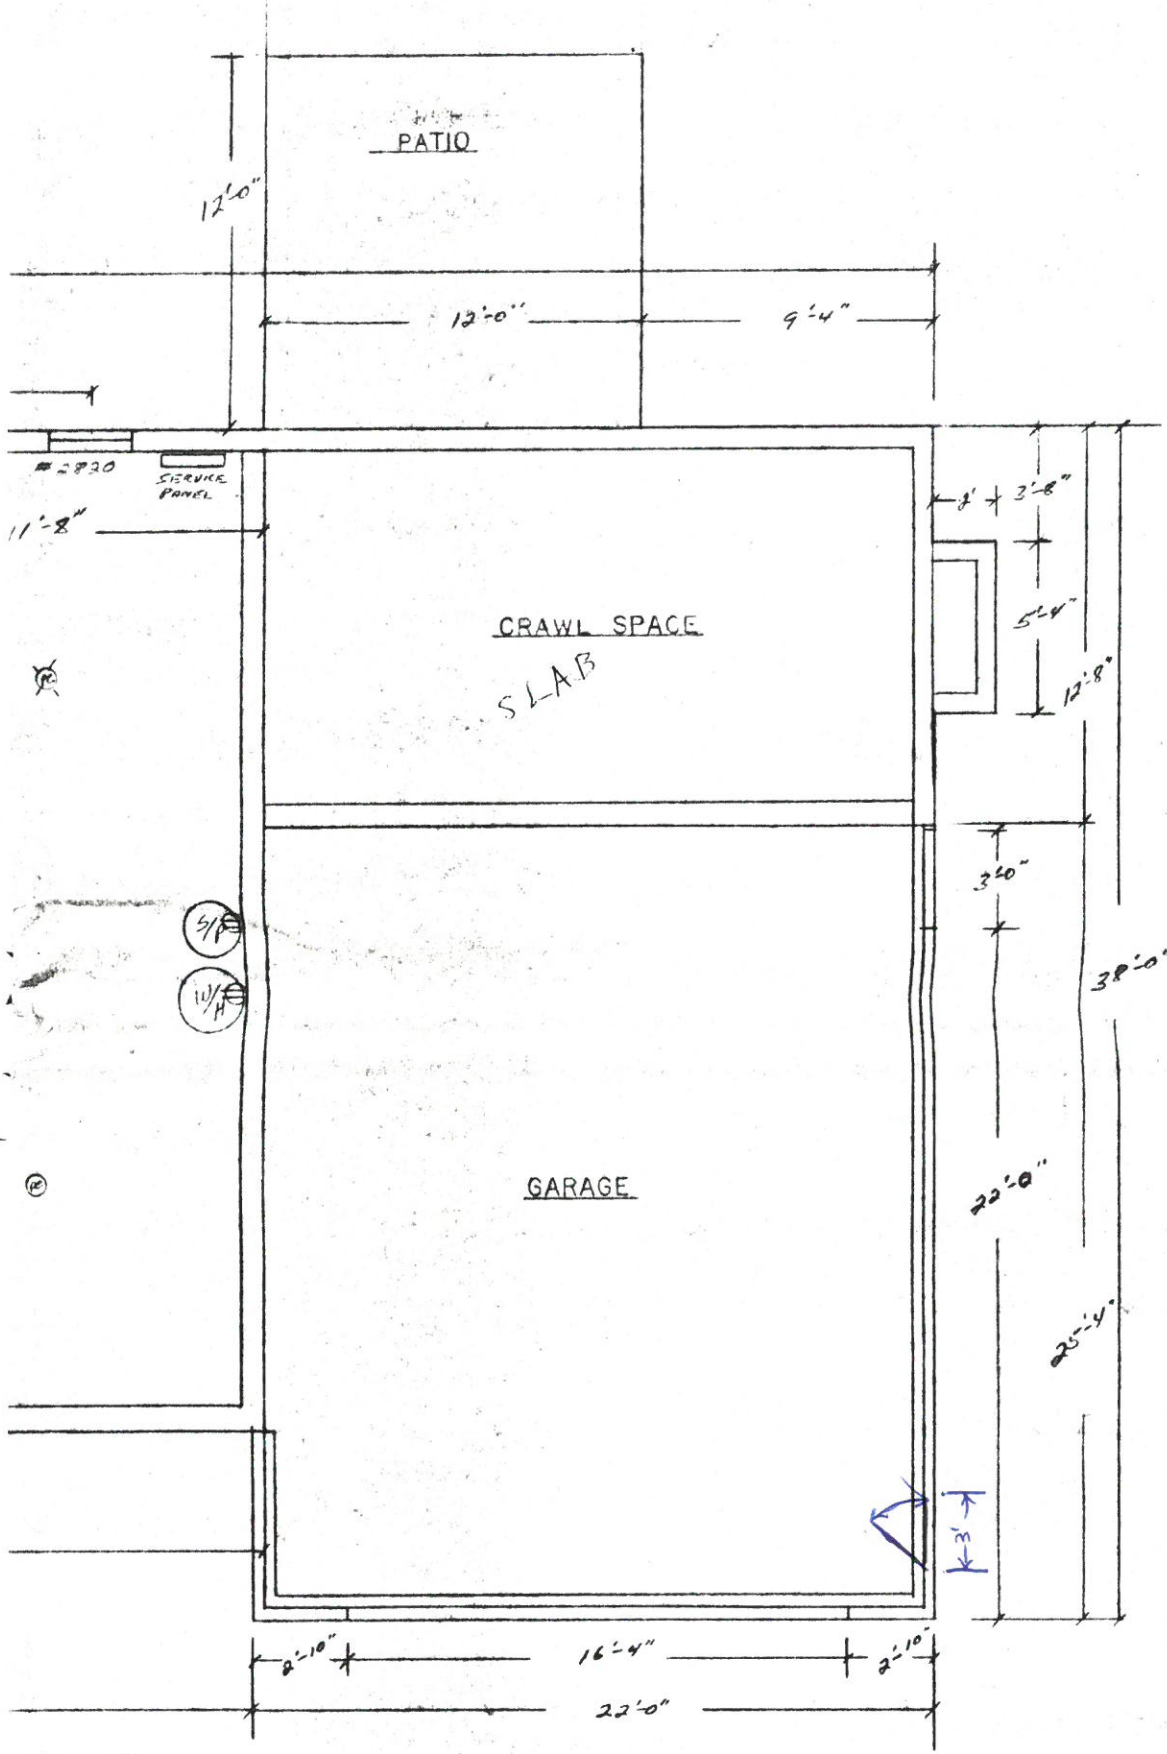 PATIO
12'-0"
12'-0"
9'-4"
#2820
SERVICE
PANEL
11'-8"
2'
3'-8"
5'-4"
CRAWL SPACE
SLAB
12'-8"
3'-0"
S/P
W/H
38'-0"
GARAGE
22'-0"
25'-4"
3'
2'-10"
16'-4"
2'-10"
22'-0"